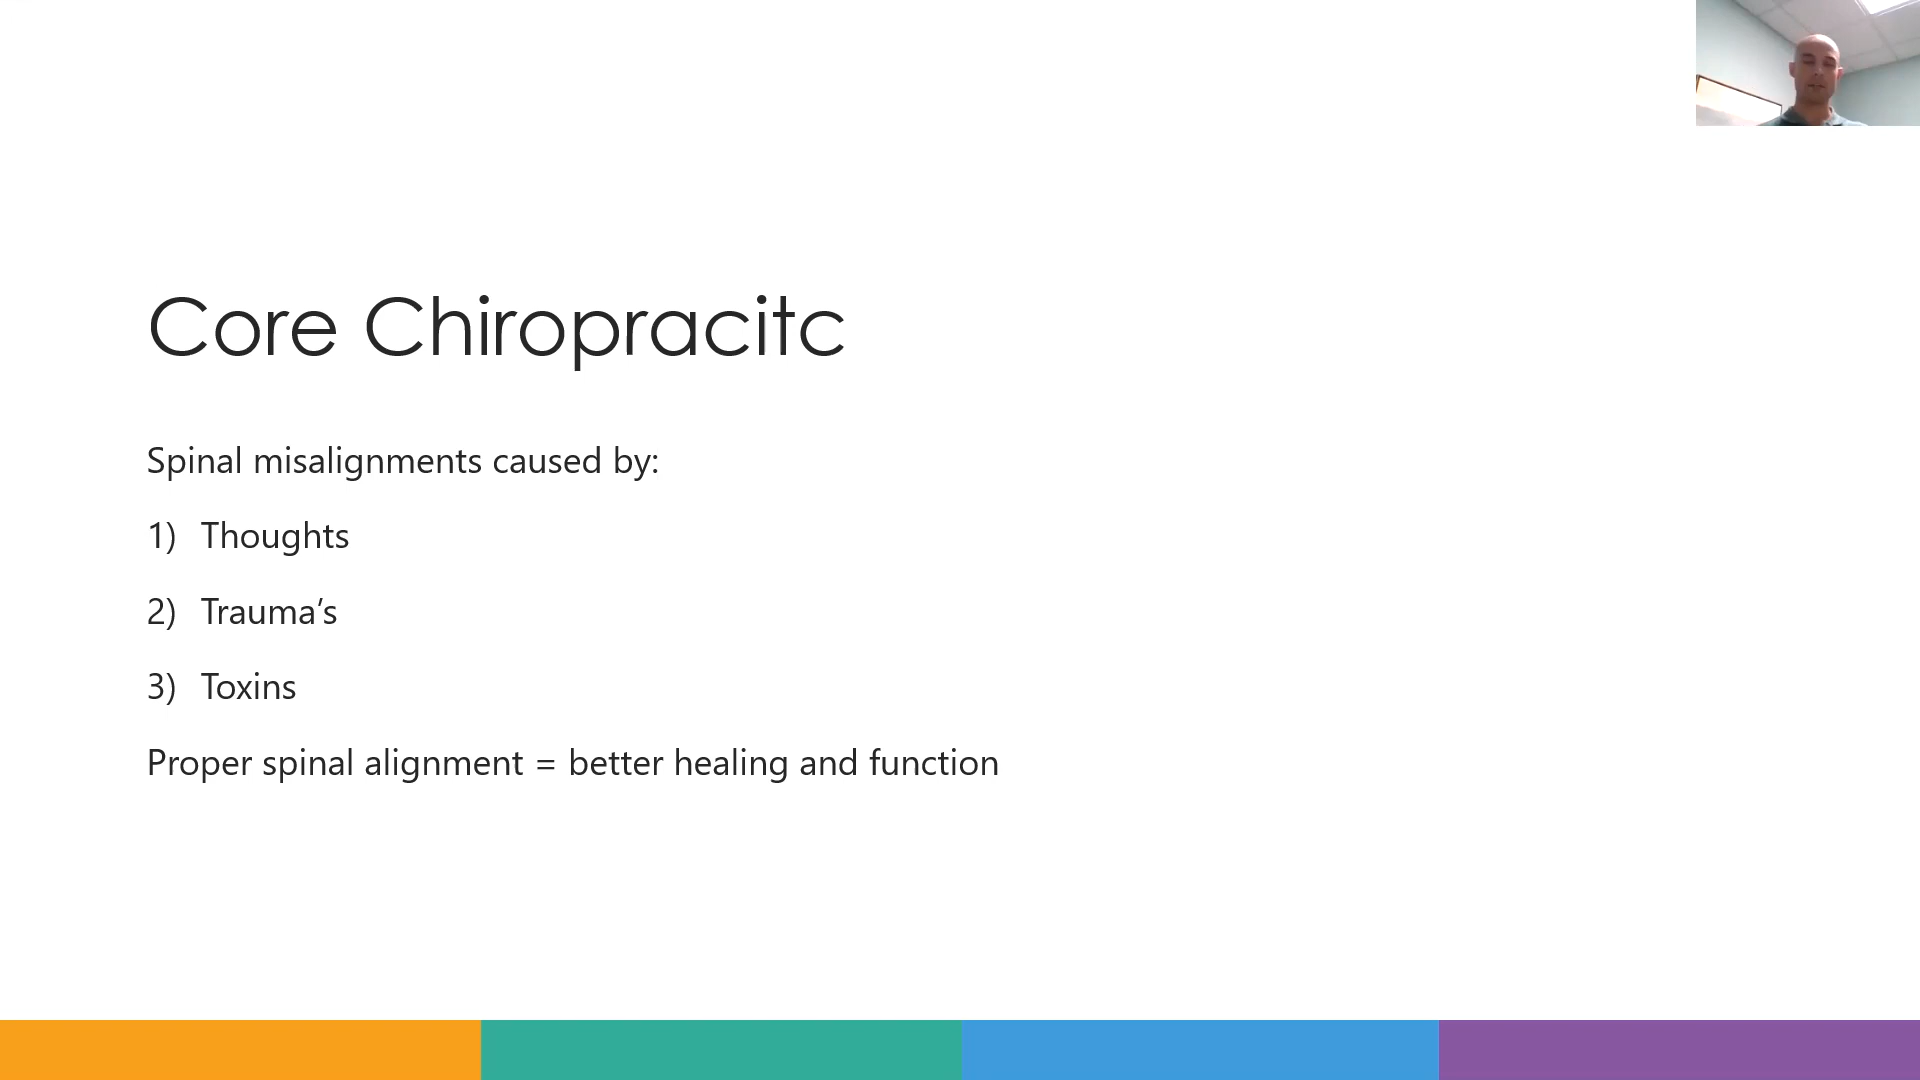 Core Chiropracitc
Spinal misalignments caused by:
1) Thoughts
2) Trauma’s
3) Toxins
Proper spinal alignment = better healing and function